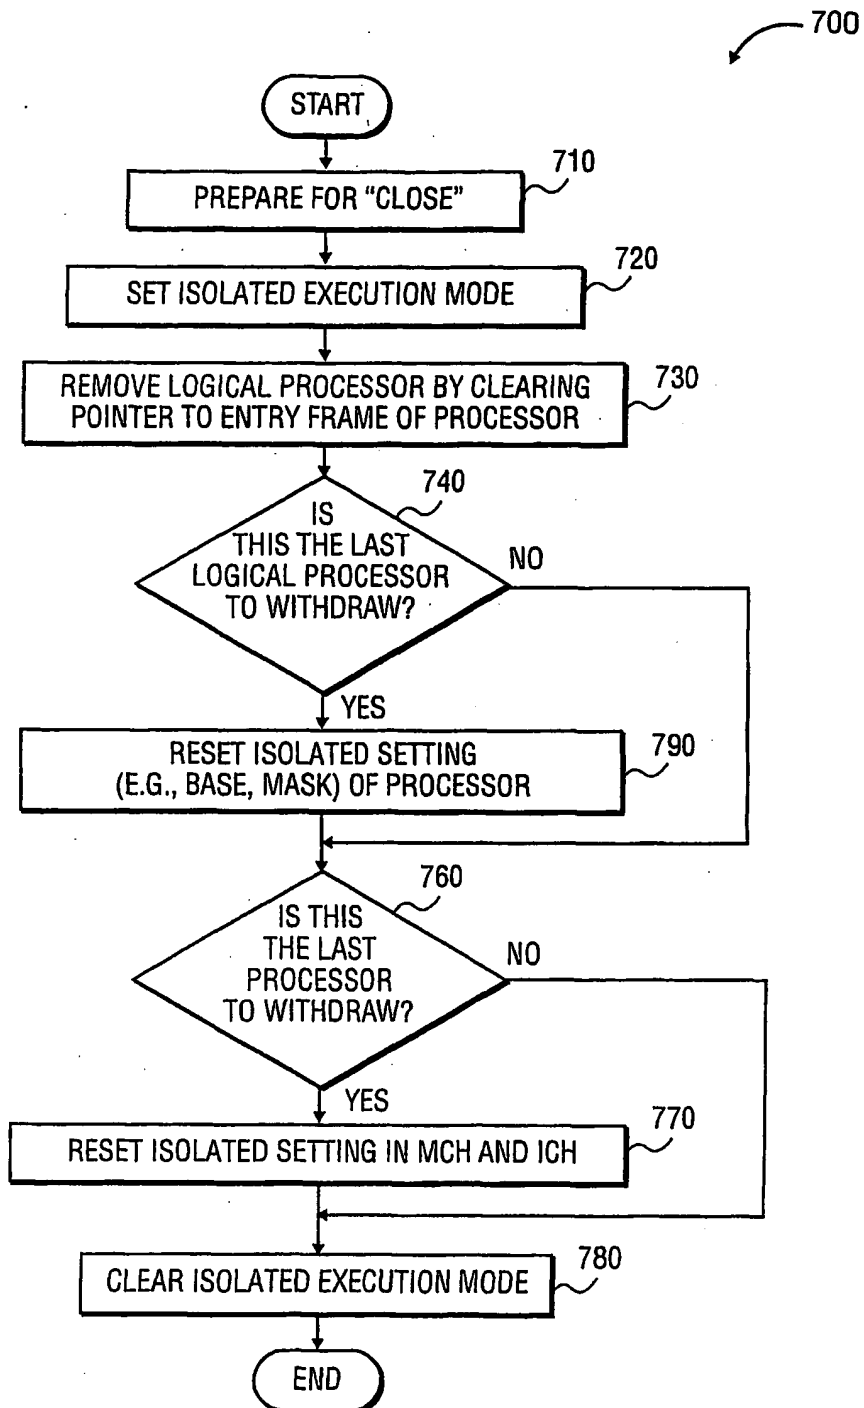 700
START
710
PREPARE FOR “CLOSE”
720
SET ISOLATED EXECUTION MODE
730
REMOVE LOGICAL PROCESSOR BY CLEARING
POINTER TO ENTRY FRAME OF PROCESSOR
740
IS
THIS THE LAST
LOGICAL PROCESSOR
TO WITHDRAW?
NO
YES
790
RESET ISOLATED SETTING
(E.G., BASE, MASK) OF PROCESSOR
760
IS THIS
THE LAST
PROCESSOR
TO WITHDRAW?
NO
YES
770
RESET ISOLATED SETTING IN MCH AND ICH
780
CLEAR ISOLATED EXECUTION MODE
END